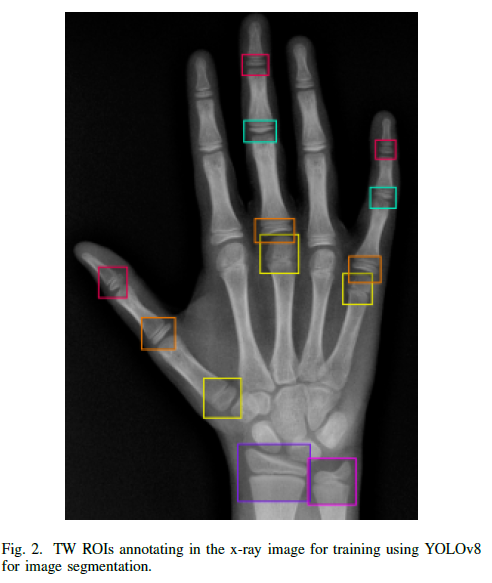 Fig. 2. TW ROIs annotating in the x-ray image for training using YOLOv8
for image segmentation.